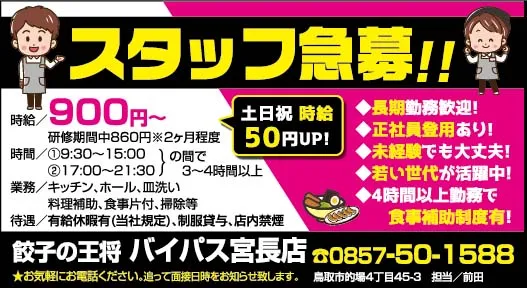 スタッフ急募!!
時給／900円〜
研修期間中860円※2ヶ月程度
土日祝 時給
50円UP!
時間／①9:30〜15:00
②17:00〜21:30
の間で
3〜4時間以上
業務／キッチン、ホール、皿洗い
料理補助、食事片付、掃除等
待遇／有給休暇有(当社規定)、制服貸与、店内禁煙
◆長期勤務歓迎!
◆正社員登用あり!
◆未経験でも大丈夫!
◆若い世代が活躍中!
◆4時間以上勤務で
食事補助制度有!
餃子の王将 バイパス宮長店 ☎0857-50-1588
★お気軽にお電話ください。追って面接日時をお知らせ致します。 鳥取市的場4丁目45-3 担当／前田